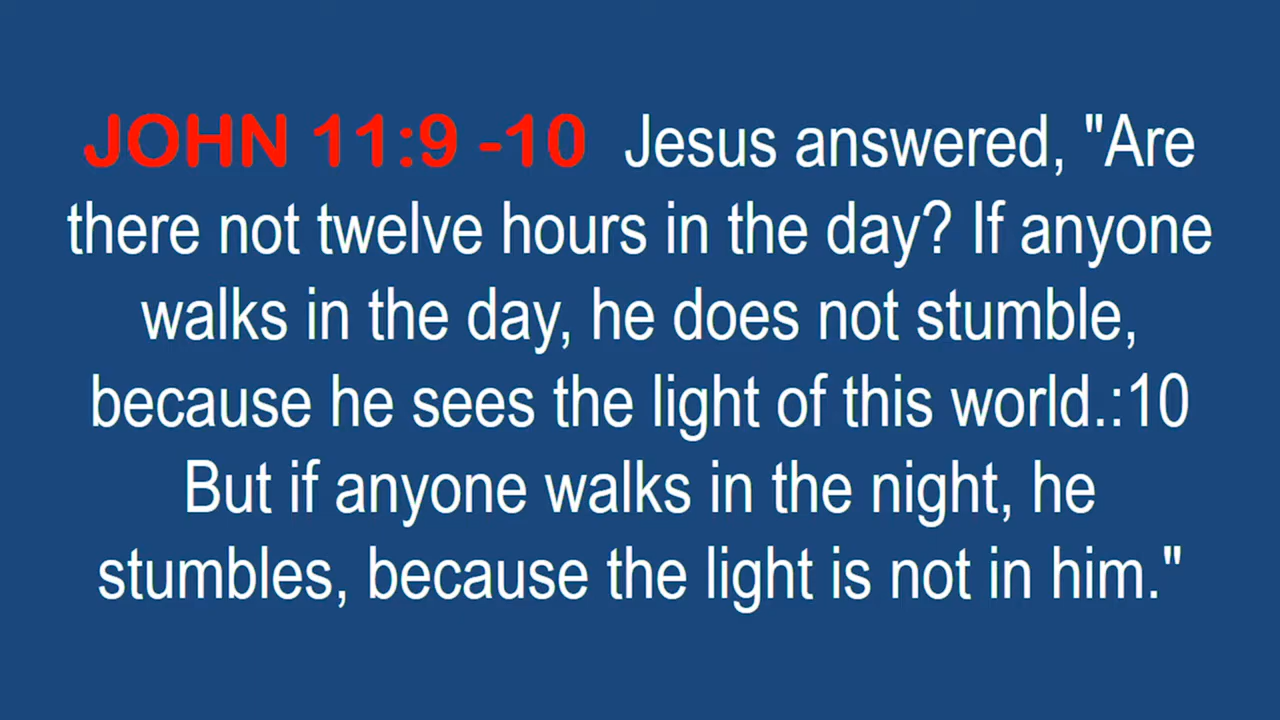 JOHN 11:9 -10 Jesus answered, "Are
there not twelve hours in the day? If anyone
walks in the day, he does not stumble,
because he sees the light of this world.:10
But if anyone walks in the night, he
stumbles, because the light is not in him."